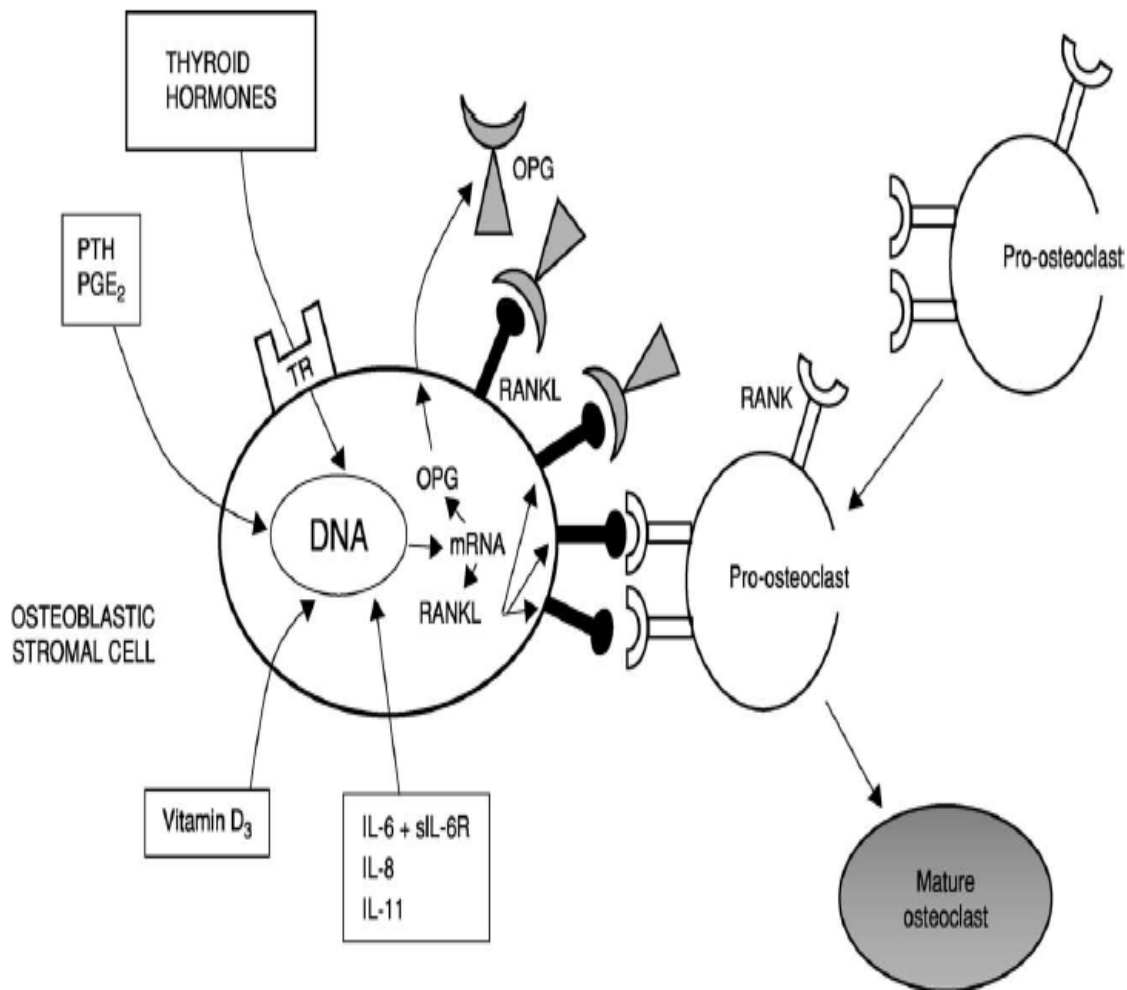 THYROID
HORMONES
OPG
PTH
PGE₂
Pro-osteoclast
TR
RANKL
RANK
OPG
DNA
mRNA
Pro-osteoclast
RANKL
OSTEOBLASTIC
STROMAL CELL
Vitamin D₃
IL-6 + sIL-6R
IL-8
IL-11
Mature
osteoclast